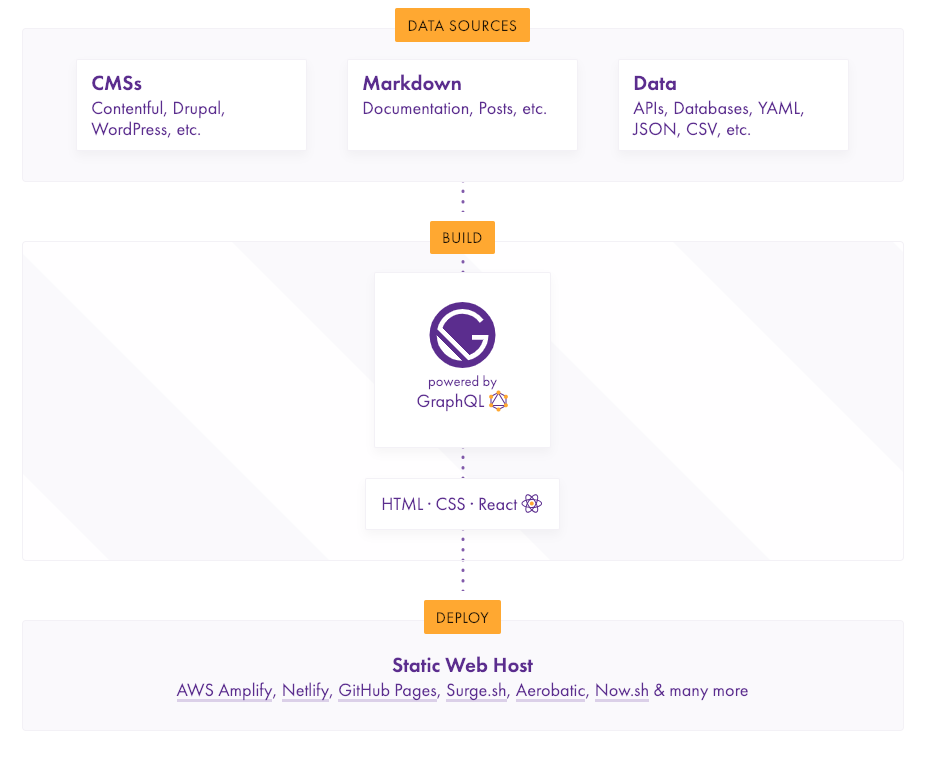 DATA SOURCES
CMSs
Contentful, Drupal,
WordPress, etc.
Markdown
Documentation, Posts, etc.
Data
APIs, Databases, YAML,
JSON, CSV, etc.
BUILD
powered by
GraphQL
HTML · CSS · React
DEPLOY
Static Web Host
AWS Amplify, Netlify, GitHub Pages, Surge.sh, Aerobatic, Now.sh & many more